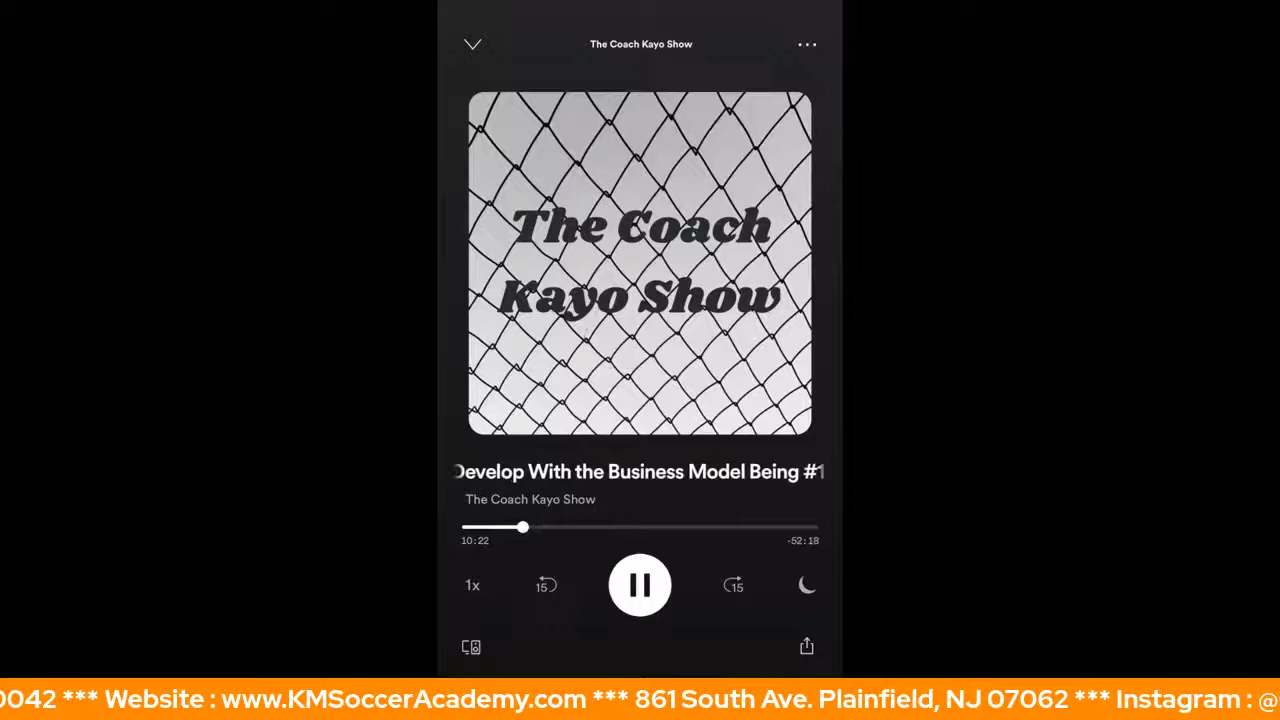 The Coach Kayo Show
The Coach
Kayo Show
Develop With the Business Model Being #1
The Coach Kayo Show
10:22
-52:18
1x
15
15
0042 *** Website : www.KMSoccerAcademy.com *** 861 South Ave. Plainfield, NJ 07062 *** Instagram : @